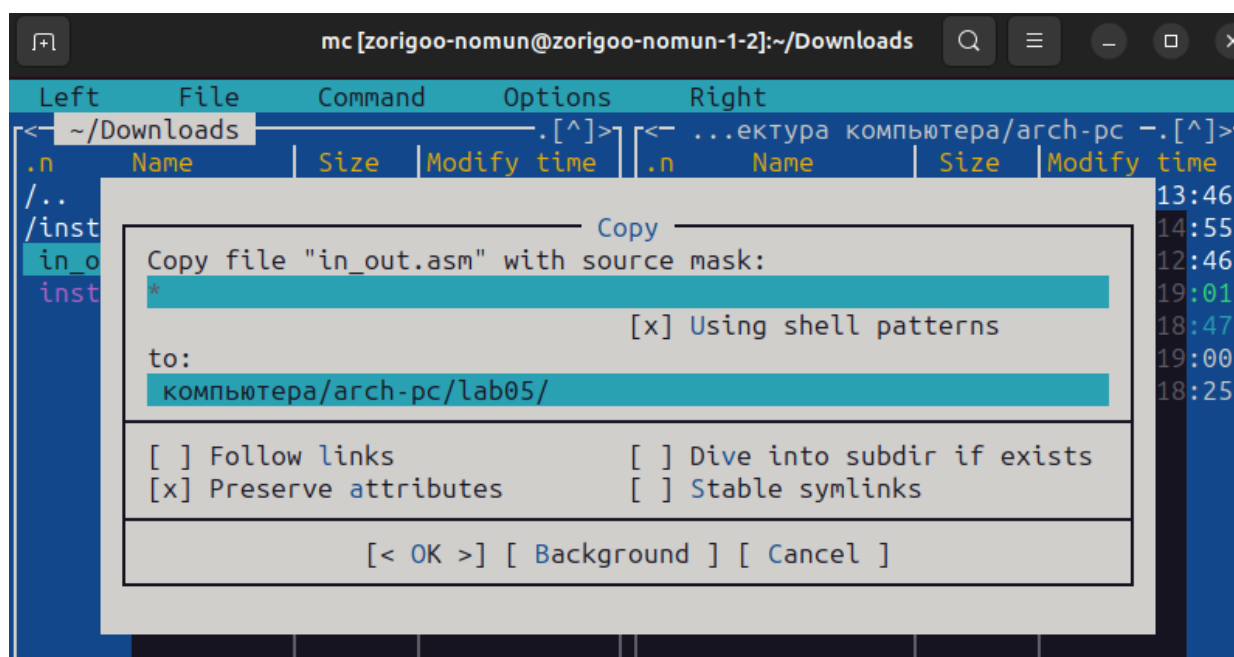 mc [zorigoo-nomun@zorigoo-nomun-1-2]:~/Downloads
Left File Command Options Right
<─ ~/Downloads ─.[^]> <─ ...ектура компьютера/arch-pc ─.[^]>
.n Name Size Modify time .n Name Size Modify time
/.. 13:46
/inst 14:55
Copy
in_o 12:46
Copy file "in_out.asm" with source mask:
inst 19:01
*
[x] Using shell patterns 18:47
to: 19:00
компьютера/arch-pc/lab05/ 18:25
[ ] Follow links [ ] Dive into subdir if exists
[x] Preserve attributes [ ] Stable symlinks
[< OK >] [ Background ] [ Cancel ]